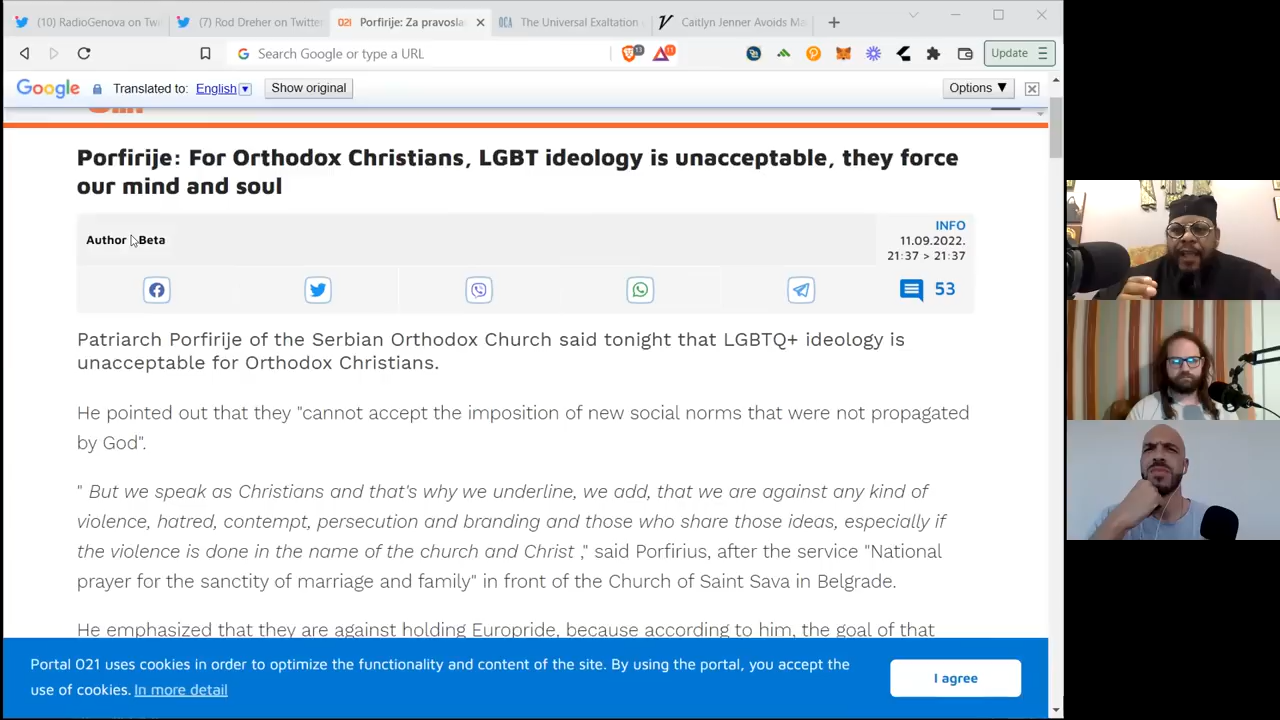 (10) RadioGenova on Tw
(7) Rod Dreher on Twitter
021 Porfirije: Za pravosla
OCA The Universal Exaltation
Caitlyn Jenner Avoids Ma
Search Google or type a URL
Update
Google Translated to: English Show original Options ▼
Porfirije: For Orthodox Christians, LGBT ideology is unacceptable, they force
our mind and soul
Author Beta
INFO
11.09.2022.
21:37 > 21:37
53
Patriarch Porfirije of the Serbian Orthodox Church said tonight that LGBTQ+ ideology is
unacceptable for Orthodox Christians.
He pointed out that they "cannot accept the imposition of new social norms that were not propagated
by God".
" But we speak as Christians and that's why we underline, we add, that we are against any kind of
violence, hatred, contempt, persecution and branding and those who share those ideas, especially if
the violence is done in the name of the church and Christ ," said Porfirius, after the service "National
prayer for the sanctity of marriage and family" in front of the Church of Saint Sava in Belgrade.
He emphasized that they are against holding Europride, because according to him, the goal of that
Portal 021 uses cookies in order to optimize the functionality and content of the site. By using the portal, you accept the
use of cookies. In more detail
I agree